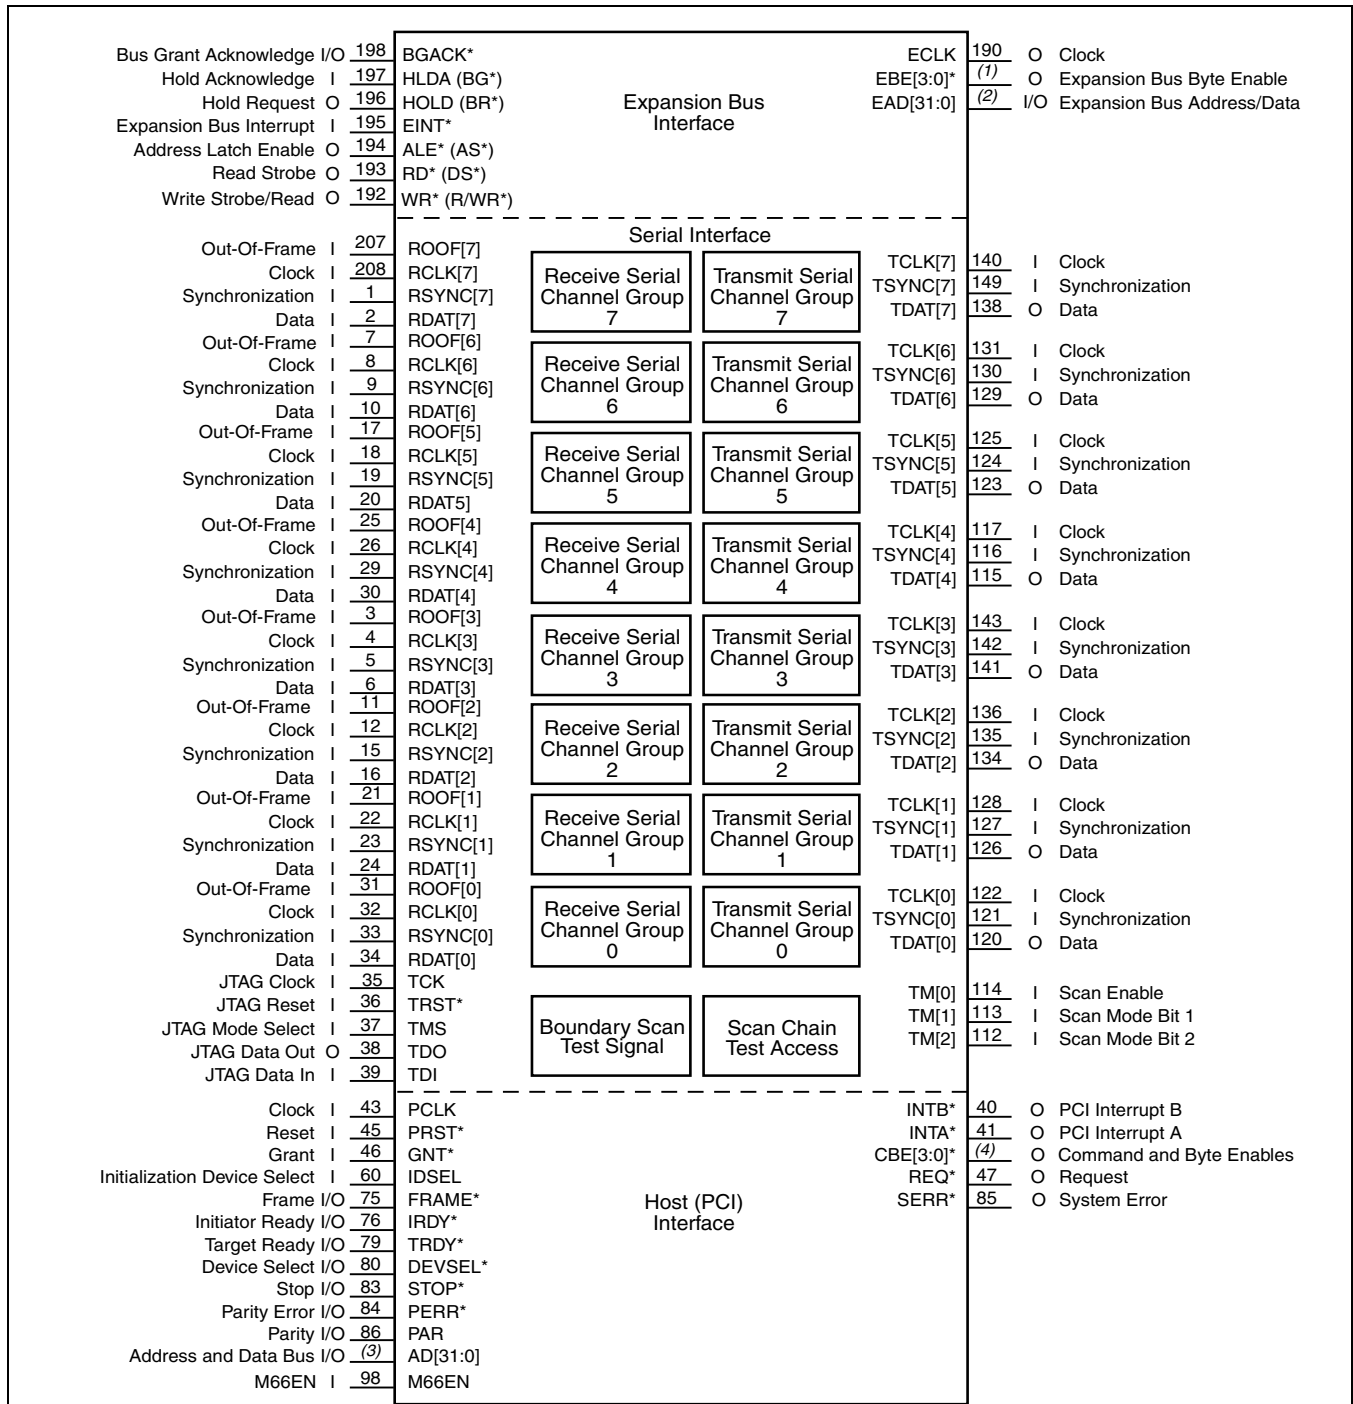 Bus Grant Acknowledge I/O 198 BGACK*
Hold Acknowledge I 197 HLDA (BG*)
Hold Request O 196 HOLD (BR*)
Expansion Bus Interrupt I 195 EINT*
Address Latch Enable O 194 ALE* (AS*)
Read Strobe O 193 RD* (DS*)
Write Strobe/Read O 192 WR* (R/WR*)
Expansion Bus
Interface
ECLK 190 O Clock
EBE[3:0]* (1) O Expansion Bus Byte Enable
EAD[31:0] (2) I/O Expansion Bus Address/Data
Serial Interface
Out-Of-Frame I 207 ROOF[7]
Clock I 208 RCLK[7]
Synchronization I 1 RSYNC[7]
Data I 2 RDAT[7]
Receive Serial
Channel Group
7
Transmit Serial
Channel Group
7
TCLK[7] 140 I Clock
TSYNC[7] 149 I Synchronization
TDAT[7] 138 O Data
Out-Of-Frame I 7 ROOF[6]
Clock I 8 RCLK[6]
Synchronization I 9 RSYNC[6]
Data I 10 RDAT[6]
Receive Serial
Channel Group
6
Transmit Serial
Channel Group
6
TCLK[6] 131 I Clock
TSYNC[6] 130 I Synchronization
TDAT[6] 129 O Data
Out-Of-Frame I 17 ROOF[5]
Clock I 18 RCLK[5]
Synchronization I 19 RSYNC[5]
Data I 20 RDAT5]
Receive Serial
Channel Group
5
Transmit Serial
Channel Group
5
TCLK[5] 125 I Clock
TSYNC[5] 124 I Synchronization
TDAT[5] 123 O Data
Out-Of-Frame I 25 ROOF[4]
Clock I 26 RCLK[4]
Synchronization I 29 RSYNC[4]
Data I 30 RDAT[4]
Receive Serial
Channel Group
4
Transmit Serial
Channel Group
4
TCLK[4] 117 I Clock
TSYNC[4] 116 I Synchronization
TDAT[4] 115 O Data
Out-Of-Frame I 3 ROOF[3]
Clock I 4 RCLK[3]
Synchronization I 5 RSYNC[3]
Data I 6 RDAT[3]
Receive Serial
Channel Group
3
Transmit Serial
Channel Group
3
TCLK[3] 143 I Clock
TSYNC[3] 142 I Synchronization
TDAT[3] 141 O Data
Out-Of-Frame I 11 ROOF[2]
Clock I 12 RCLK[2]
Synchronization I 15 RSYNC[2]
Data I 16 RDAT[2]
Receive Serial
Channel Group
2
Transmit Serial
Channel Group
2
TCLK[2] 136 I Clock
TSYNC[2] 135 I Synchronization
TDAT[2] 134 O Data
Out-Of-Frame I 21 ROOF[1]
Clock I 22 RCLK[1]
Synchronization I 23 RSYNC[1]
Data I 24 RDAT[1]
Receive Serial
Channel Group
1
Transmit Serial
Channel Group
1
TCLK[1] 128 I Clock
TSYNC[1] 127 I Synchronization
TDAT[1] 126 O Data
Out-Of-Frame I 31 ROOF[0]
Clock I 32 RCLK[0]
Synchronization I 33 RSYNC[0]
Data I 34 RDAT[0]
Receive Serial
Channel Group
0
Transmit Serial
Channel Group
0
TCLK[0] 122 I Clock
TSYNC[0] 121 I Synchronization
TDAT[0] 120 O Data
JTAG Clock I 35 TCK
JTAG Reset I 36 TRST*
JTAG Mode Select I 37 TMS
JTAG Data Out O 38 TDO
JTAG Data In I 39 TDI
Boundary Scan
Test Signal
Scan Chain
Test Access
TM[0] 114 I Scan Enable
TM[1] 113 I Scan Mode Bit 1
TM[2] 112 I Scan Mode Bit 2
Clock I 43 PCLK
Reset I 45 PRST*
Grant I 46 GNT*
Initialization Device Select I 60 IDSEL
Frame I/O 75 FRAME*
Initiator Ready I/O 76 IRDY*
Target Ready I/O 79 TRDY*
Device Select I/O 80 DEVSEL*
Stop I/O 83 STOP*
Parity Error I/O 84 PERR*
Parity I/O 86 PAR
Address and Data Bus I/O (3) AD[31:0]
M66EN I 98 M66EN
Host (PCI)
Interface
INTB* 40 O PCI Interrupt B
INTA* 41 O PCI Interrupt A
CBE[3:0]* (4) O Command and Byte Enables
REQ* 47 O Request
SERR* 85 O System Error